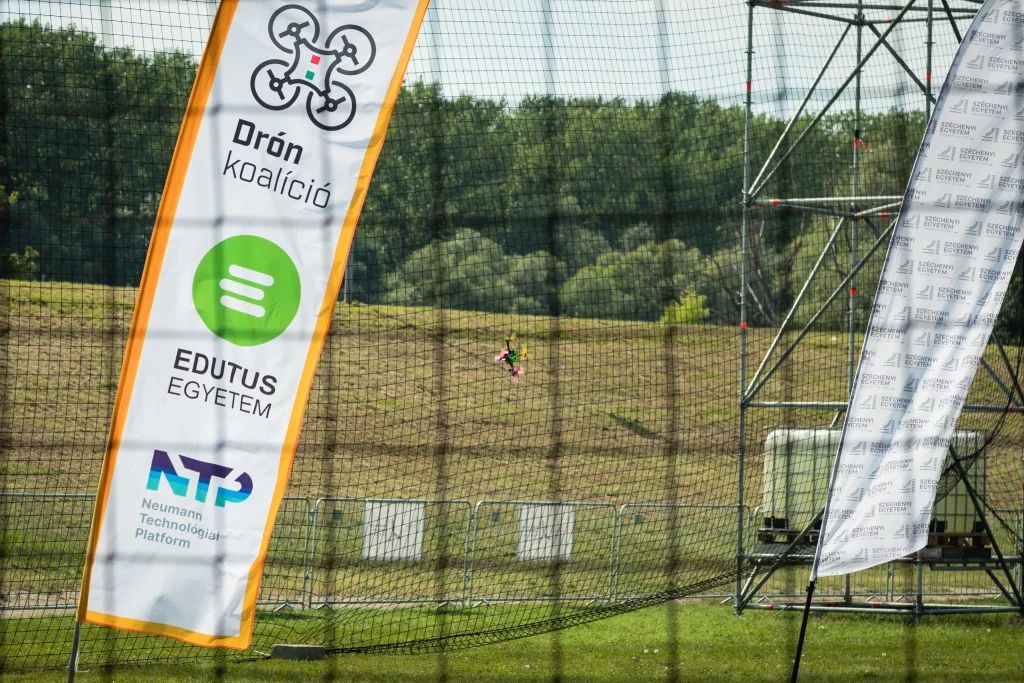 Drón
koalíció
EDUTUS
EGYETEM
NTP
Neumann
Technológiai
Platform
SZÉCHENYI
EGYETEM